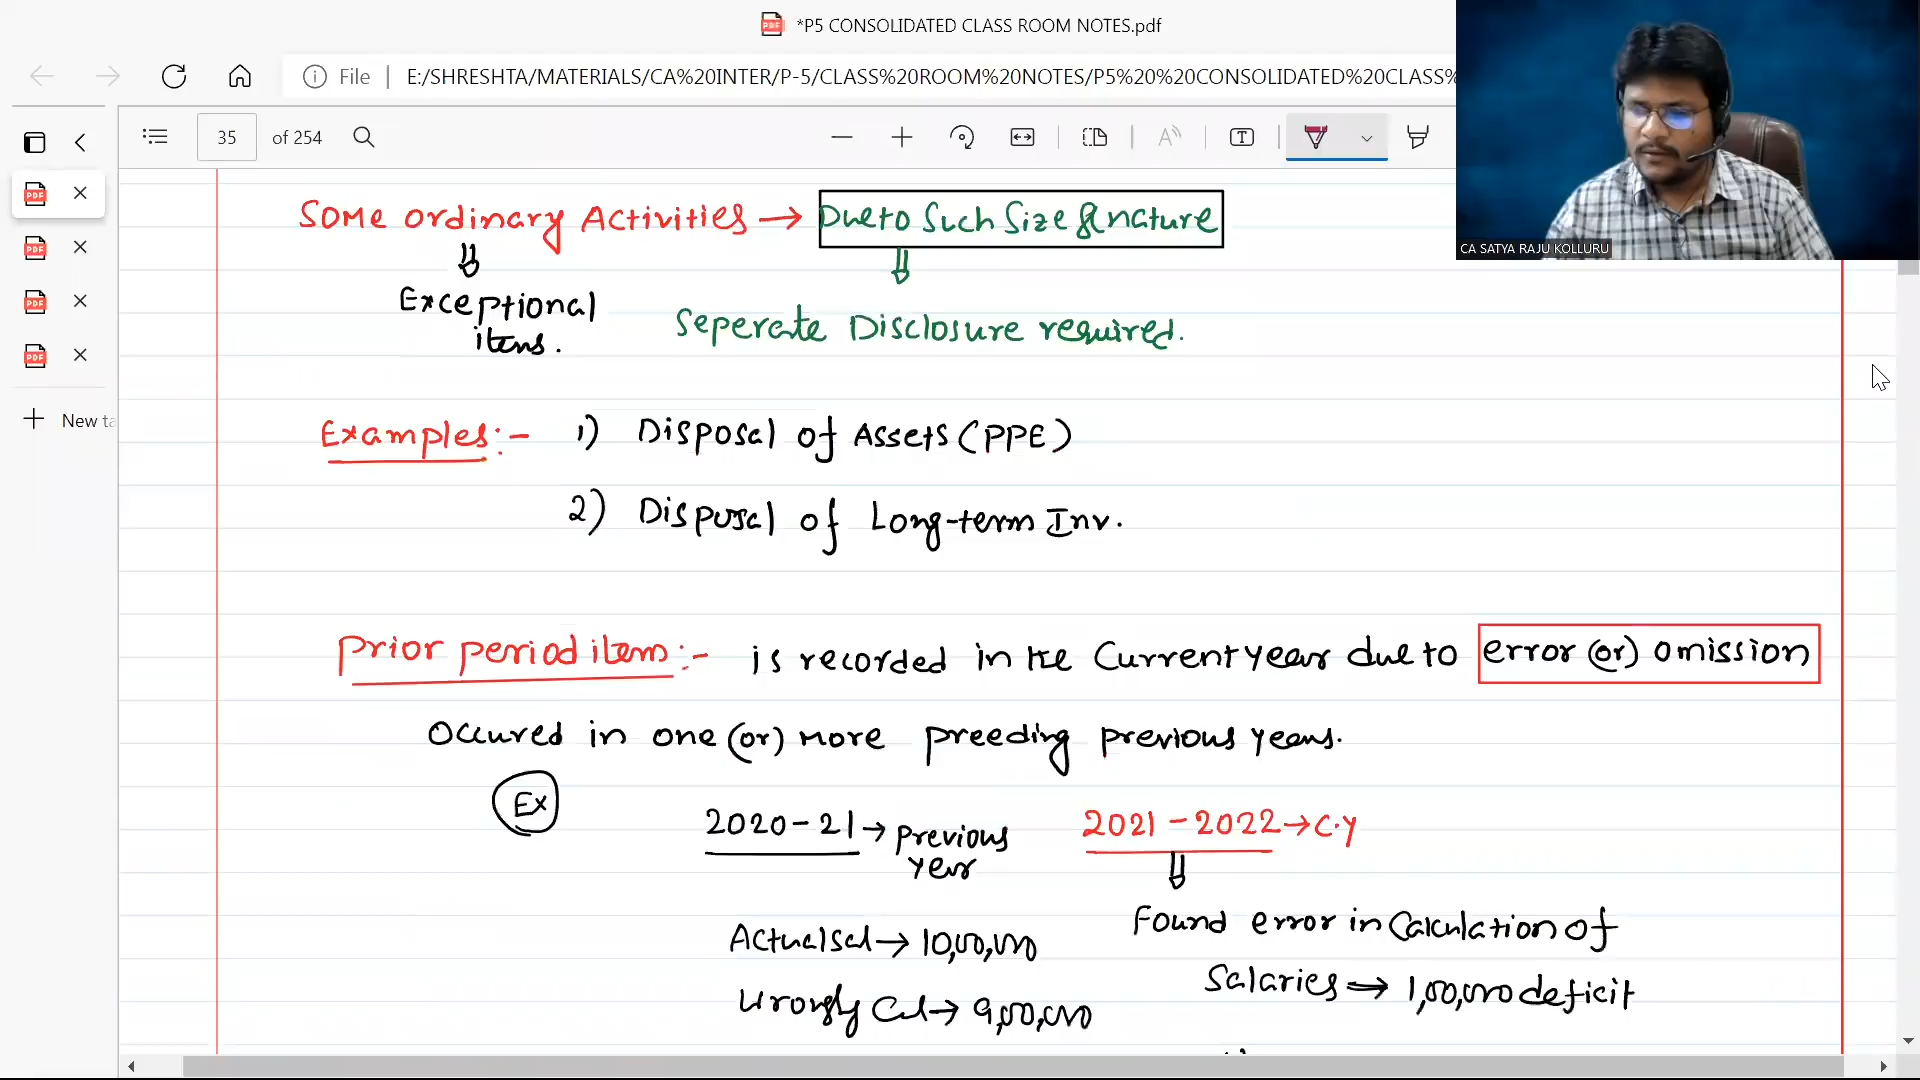 *P5 CONSOLIDATED CLASS ROOM NOTES.pdf
File | E:/SHRESHTA/MATERIALS/CA%20INTER/P-5/CLASS%20ROOM%20NOTES/P5%20%20CONSOLIDATED%20CLASS%
35 of 254
CA SATYA RAJU KOLLURU
New ta
Some ordinary Activities → Due to Such Size & nature
Exceptional items.
Seperate Disclosure required.
Examples:- 1) Disposal of Assets (PPE)
2) Disposal of Long-term Inv.
Prior period item:- is recorded in the Current year due to error (or) omission
Occured in one (or) more preeding previous years.
Ex
2020-21 → Previous year
2021-2022 → C.Y
Found error in Calculation of
Salaries → 1,00,000 deficit
Actual sal → 10,00,000
Wrongly Cal → 9,00,000